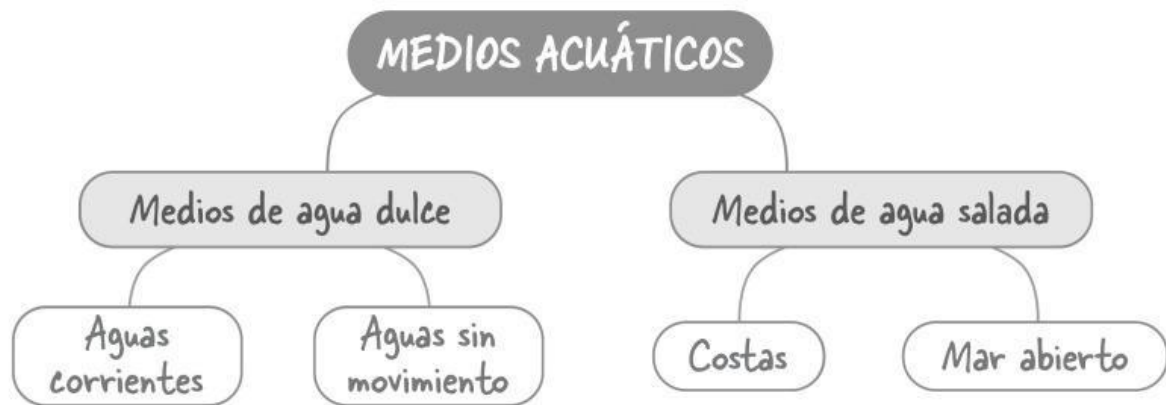 MEDIOS ACUÁTICOS
Medios de agua dulce
Medios de agua salada
Aguas
corrientes
Aguas sin
movimiento
Costas
Mar abierto